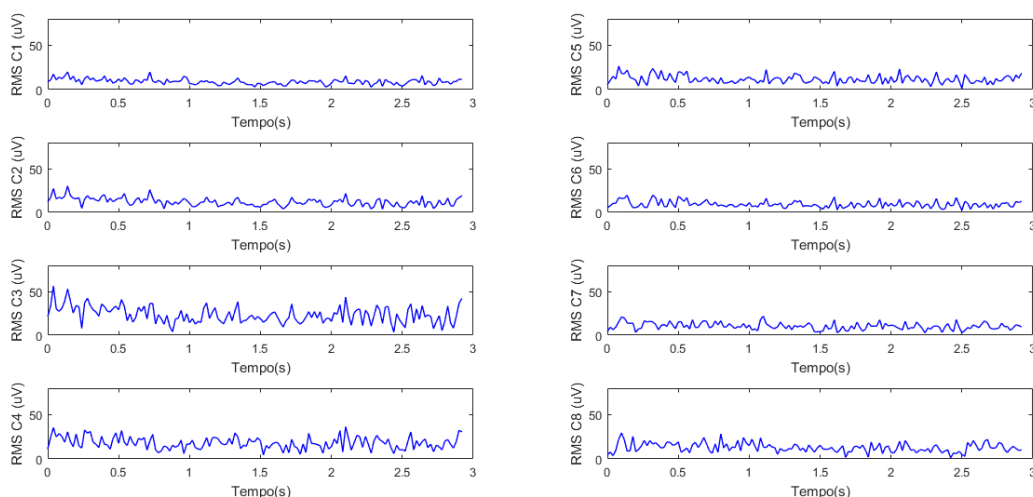 RMS C1 (uV)
50
0
0 0.5 1 1.5 2 2.5 3
Tempo(s)
RMS C2 (uV)
50
0
0 0.5 1 1.5 2 2.5 3
Tempo(s)
RMS C3 (uV)
50
0
0 0.5 1 1.5 2 2.5 3
Tempo(s)
RMS C4 (uV)
50
0
0 0.5 1 1.5 2 2.5 3
Tempo(s)
RMS C5 (uV)
50
0
0 0.5 1 1.5 2 2.5 3
Tempo(s)
RMS C6 (uV)
50
0
0 0.5 1 1.5 2 2.5 3
Tempo(s)
RMS C7 (uV)
50
0
0 0.5 1 1.5 2 2.5 3
Tempo(s)
RMS C8 (uV)
50
0
0 0.5 1 1.5 2 2.5 3
Tempo(s)